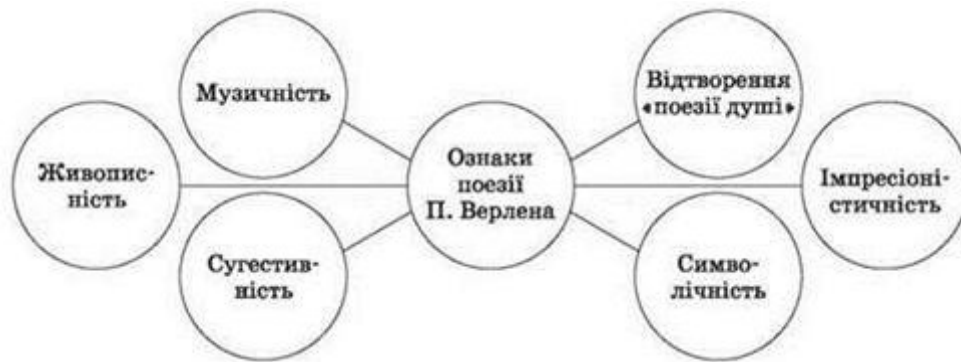 Музичність
Відтворення
«поезії душі»
Живопис-
ність
Ознаки
поезії
П. Верлена
Імпресіоні-
стичність
Сугестив-
ність
Симво-
лічність